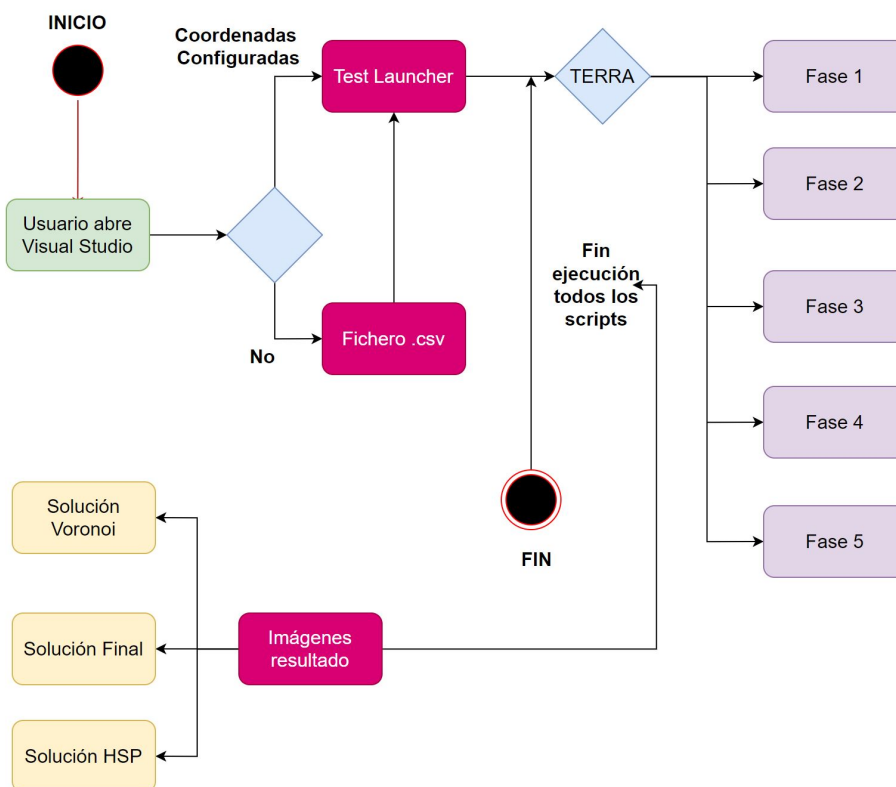 INICIO
Coordenadas
Configuradas
Test Launcher
TERRA
Fase 1
Fase 2
Usuario abre
Visual Studio
Fin
ejecución
todos los
scripts
Fase 3
No
Fichero .csv
Fase 4
Solución
Voronoi
FIN
Fase 5
Imágenes
resultado
Solución Final
Solución HSP